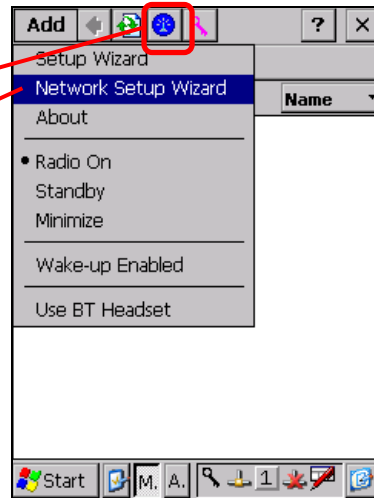 Add ?
Setup Wizard
Network Setup Wizard
Name
About
Radio On
Standby
Minimize
Wake-up Enabled
Use BT Headset
Start M. A. 1